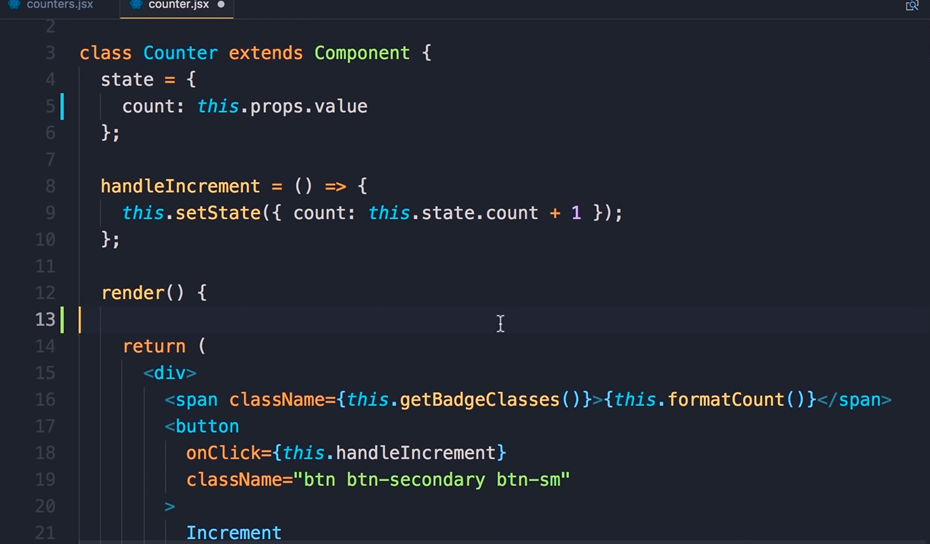 counters.jsx counter.jsx
2
3 class Counter extends Component {
4 state = {
5 count: this.props.value
6 };
7
8 handleIncrement = () => {
9 this.setState({ count: this.state.count + 1 });
10 };
11
12 render() {
13
14 return (
15 <div>
16 <span className={this.getBadgeClasses()}>{this.formatCount()}</span>
17 <button
18 onClick={this.handleIncrement}
19 className="btn btn-secondary btn-sm"
20 >
21 Increment